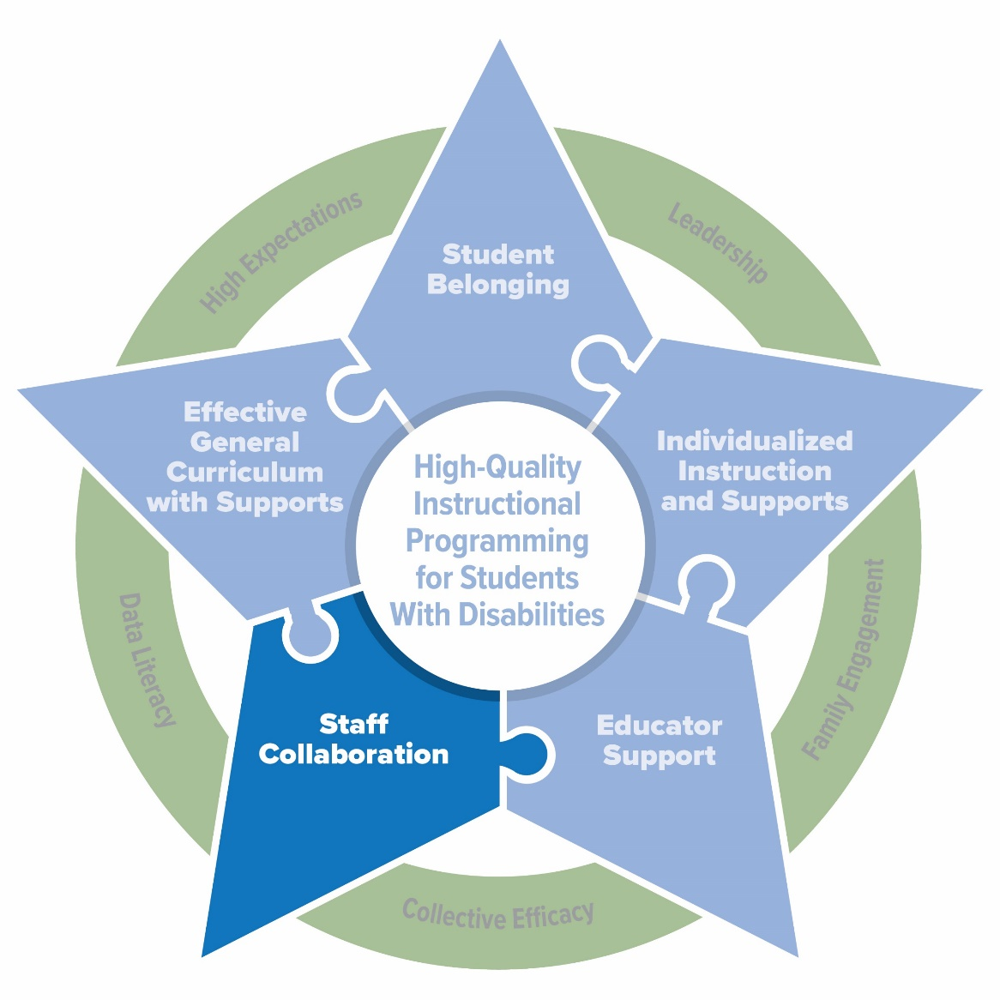 High Expectations
Leadership
Student
Belonging
Effective
General
Curriculum
with Supports
Individualized
Instruction
and Supports
High-Quality
Instructional
Programming
for Students
With Disabilities
Data Literacy
Family Engagement
Staff
Collaboration
Educator
Support
Collective Efficacy